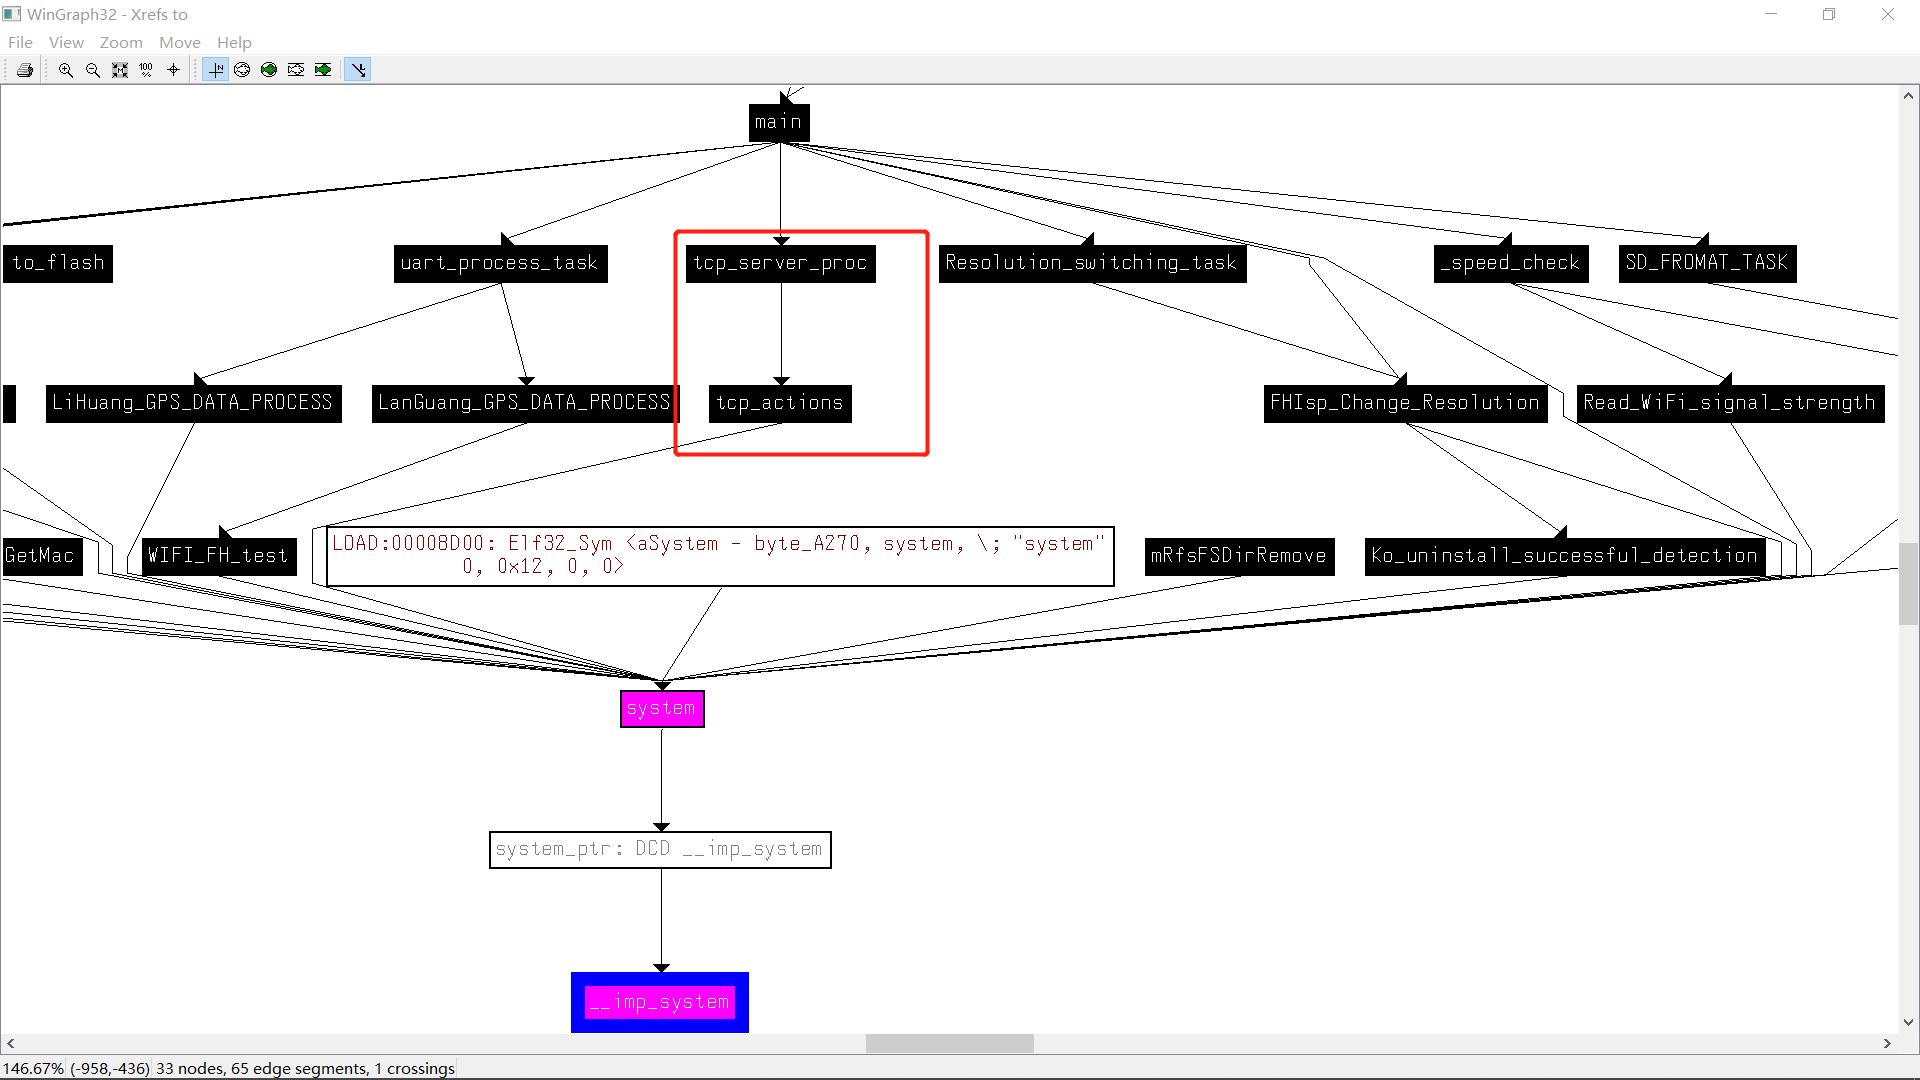 WinGraph32 - Xrefs to
File View Zoom Move Help
100
%
main
to_flash
uart_process_task
tcp_server_proc
Resolution_switching_task
_speed_check
SD_FROMAT_TASK
LiHuang_GPS_DATA_PROCESS
LanGuang_GPS_DATA_PROCESS
tcp_actions
FHIsp_Change_Resolution
Read_WiFi_signal_strength
GetMac
WIFI_FH_test
LOAD:00008D00: Elf32_Sym <aSystem - byte_A270, system, \; "system"
0, 0x12, 0, 0>
mRfsFSDirRemove
Ko_uninstall_successful_detection
system
system_ptr: DCD __imp_system
__imp_system
146.67% (-958,-436) 33 nodes, 65 edge segments, 1 crossings